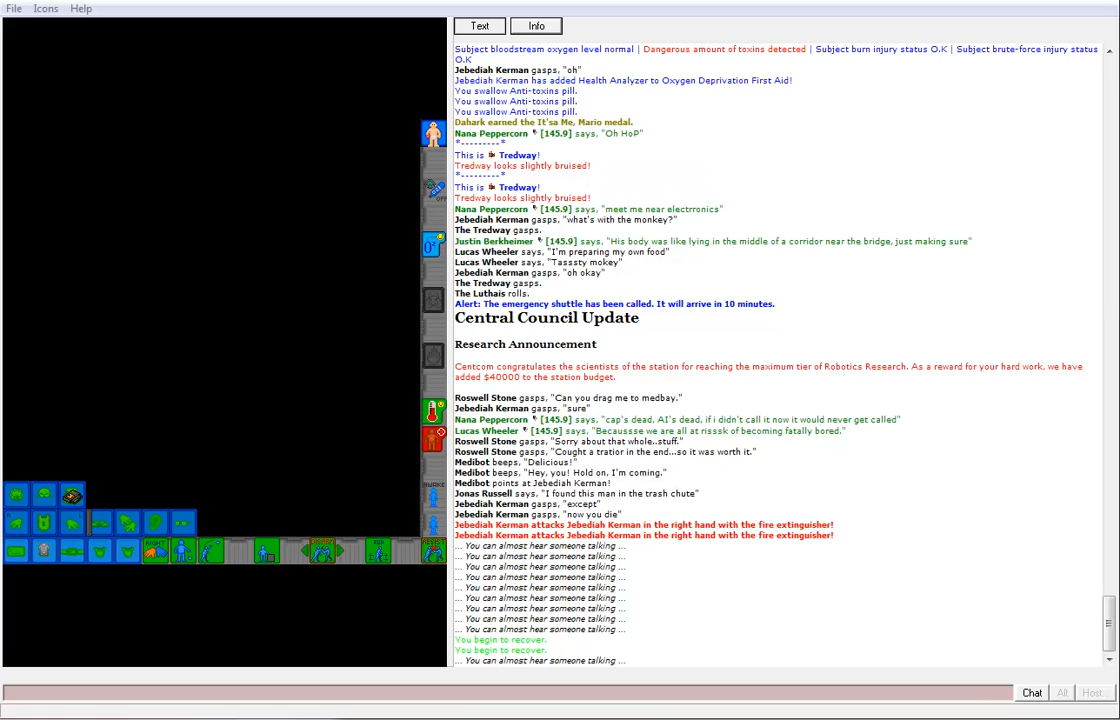 File Icons Help
Text Info
Subject bloodstream oxygen level normal | Dangerous amount of toxins detected | Subject burn injury status O.K | Subject brute-force injury status
O.K
Jebediah Kerman gasps, "oh"
Jebediah Kerman has added Health Analyzer to Oxygen Deprivation First Aid!
You swallow Anti-toxins pill.
You swallow Anti-toxins pill.
You swallow Anti-toxins pill.
Dahark earned the It'sa Me, Mario medal.
Nana Peppercorn [145.9] says, "Oh HoP"
*---------*
This is Tredway!
Tredway looks slightly bruised!
*---------*
This is Tredway!
Tredway looks slightly bruised!
Nana Peppercorn [145.9] says, "meet me near electrronics"
Jebediah Kerman gasps, "what's with the monkey?"
The Tredway gasps.
Justin Berkheimer [145.9] says, "His body was like lying in the middle of a corridor near the bridge, just making sure"
Lucas Wheeler says, "I'm preparing my own food"
Lucas Wheeler says, "Tasssty mokey"
Jebediah Kerman gasps, "oh okay"
The Tredway gasps.
The Luthais rolls.
Alert: The emergency shuttle has been called. It will arrive in 10 minutes.
Central Council Update
Research Announcement
Centcom congratulates the scientists of the station for reaching the maximum tier of Robotics Research. As a reward for your hard work, we have
added $40000 to the station budget.
Roswell Stone gasps, "Can you drag me to medbay."
Jebediah Kerman gasps, "sure"
Nana Peppercorn [145.9] says, "cap's dead, AI's dead, if i didn't call it now it would never get called"
Lucas Wheeler [145.9] says, "Becaussse we are all at risssk of becoming fatally bored."
Roswell Stone gasps, "Sorry about that whole..stuff."
Roswell Stone gasps, "Cought a tratior in the end...so it was worth it."
Medibot beeps, "Delicious!"
Medibot beeps, "Hey, you! Hold on, I'm coming."
Medibot points at Jebediah Kerman!
Jonas Russell says, "I found this man in the trash chute"
Jebediah Kerman gasps, "except"
Jebediah Kerman gasps, "now you die"
Jebediah Kerman attacks Jebediah Kerman in the right hand with the fire extinguisher!
Jebediah Kerman attacks Jebediah Kerman in the right hand with the fire extinguisher!
... You can almost hear someone talking ...
... You can almost hear someone talking ...
... You can almost hear someone talking ...
... You can almost hear someone talking ...
... You can almost hear someone talking ...
... You can almost hear someone talking ...
... You can almost hear someone talking ...
... You can almost hear someone talking ...
... You can almost hear someone talking ...
You begin to recover.
You begin to recover.
... You can almost hear someone talking ...
OFF
AWAKE
RIGHT
DISARM
RUN
RESIST
Chat Alt Host...